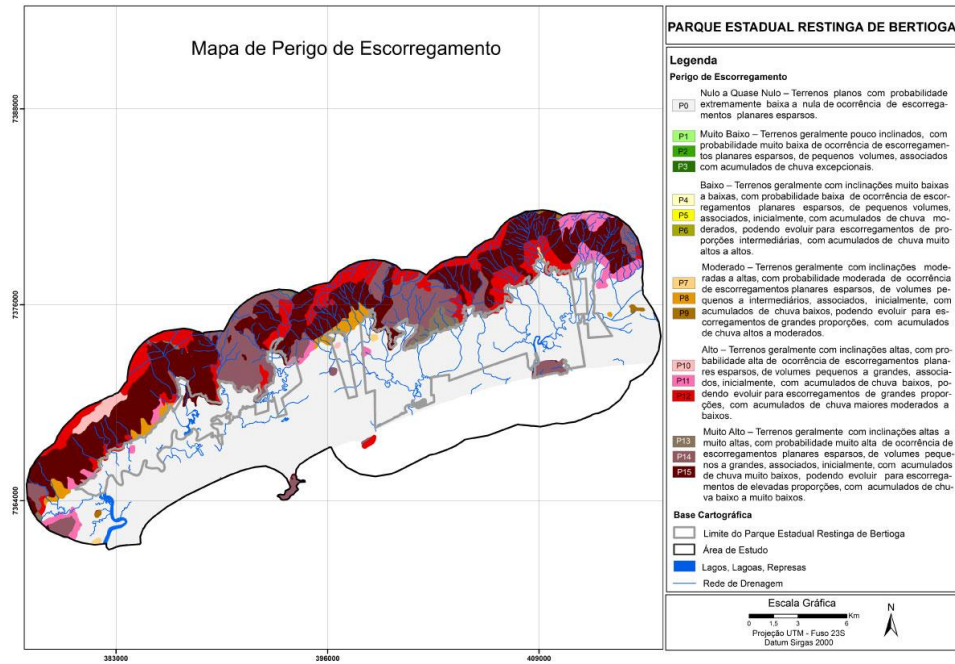 Mapa de Perigo de Escorregamento
7388000
7376000
7364000
383000
396000
409000
PARQUE ESTADUAL RESTINGA DE BERTIOGA
Legenda
Perigo de Escorregamento
P0
Nulo a Quase Nulo – Terrenos planos com probabilidade
extremamente baixa a nula de ocorrência de escorrega-
mentos planares esparsos.
P1
P2
P3
Muito Baixo – Terrenos geralmente pouco inclinados, com
probabilidade muito baixa de ocorrência de escorregamen-
tos planares esparsos, de pequenos volumes, associados
com acumulados de chuva excepcionais.
P4
P5
P6
Baixo – Terrenos geralmente com inclinações muito baixas
a baixas, com probabilidade baixa de ocorrência de escor-
regamentos planares esparsos, de pequenos volumes,
associados, inicialmente, com acumulados de chuva mo-
derados, podendo evoluir para escorregamentos de pro-
porções intermediárias, com acumulados de chuva muito
altos a altos.
P7
P8
P9
Moderado – Terrenos geralmente com inclinações mode-
radas a altas, com probabilidade moderada de ocorrência
de escorregamentos planares esparsos, de volumes pe-
quenos a intermediários, associados, inicialmente, com
acumulados de chuva baixos, podendo evoluir para es-
corregamentos de grandes proporções, com acumulados
de chuva altos a moderados.
P10
P11
P12
Alto – Terrenos geralmente com inclinações altas, com pro-
babilidade alta de ocorrência de escorregamentos plana-
res esparsos, de volumes pequenos a grandes, associa-
dos, inicialmente, com acumulados de chuva baixos, po-
dendo evoluir para escorregamentos de grandes propor-
ções, com acumulados de chuva maiores moderados a
baixos.
P13
P14
P15
Muito Alto – Terrenos geralmente com inclinações altas a
muito altas, com probabilidade muito alta de ocorrência de
escorregamentos planares esparsos, de volumes peque-
nos a grandes, associados, inicialmente, com acumulados
de chuva muito baixos, podendo evoluir para escorrega-
mentos de elevadas proporções, com acumulados de chu-
va baixo a muito baixos.
Base Cartográfica
Limite do Parque Estadual Restinga de Bertioga
Área de Estudo
Lagos, Lagoas, Represas
Rede de Drenagem
Escala Gráfica
Km
0 1,5 3 6
Projeção UTM - Fuso 23S
Datum Sirgas 2000
N